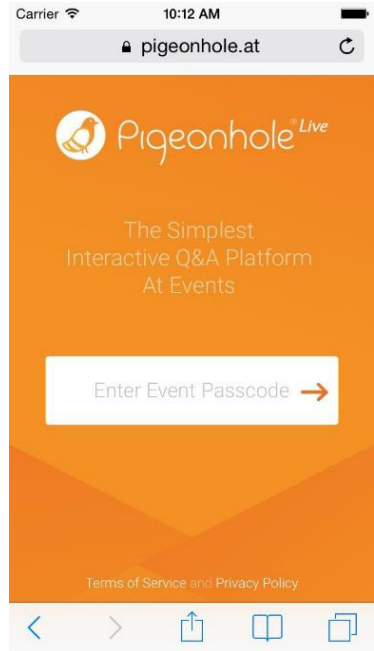 Carrier 10:12 AM
pigeonhole.at
Pigeonhole® Live
The Simplest
Interactive Q&A Platform
At Events
Enter Event Passcode
Terms of Service and Privacy Policy